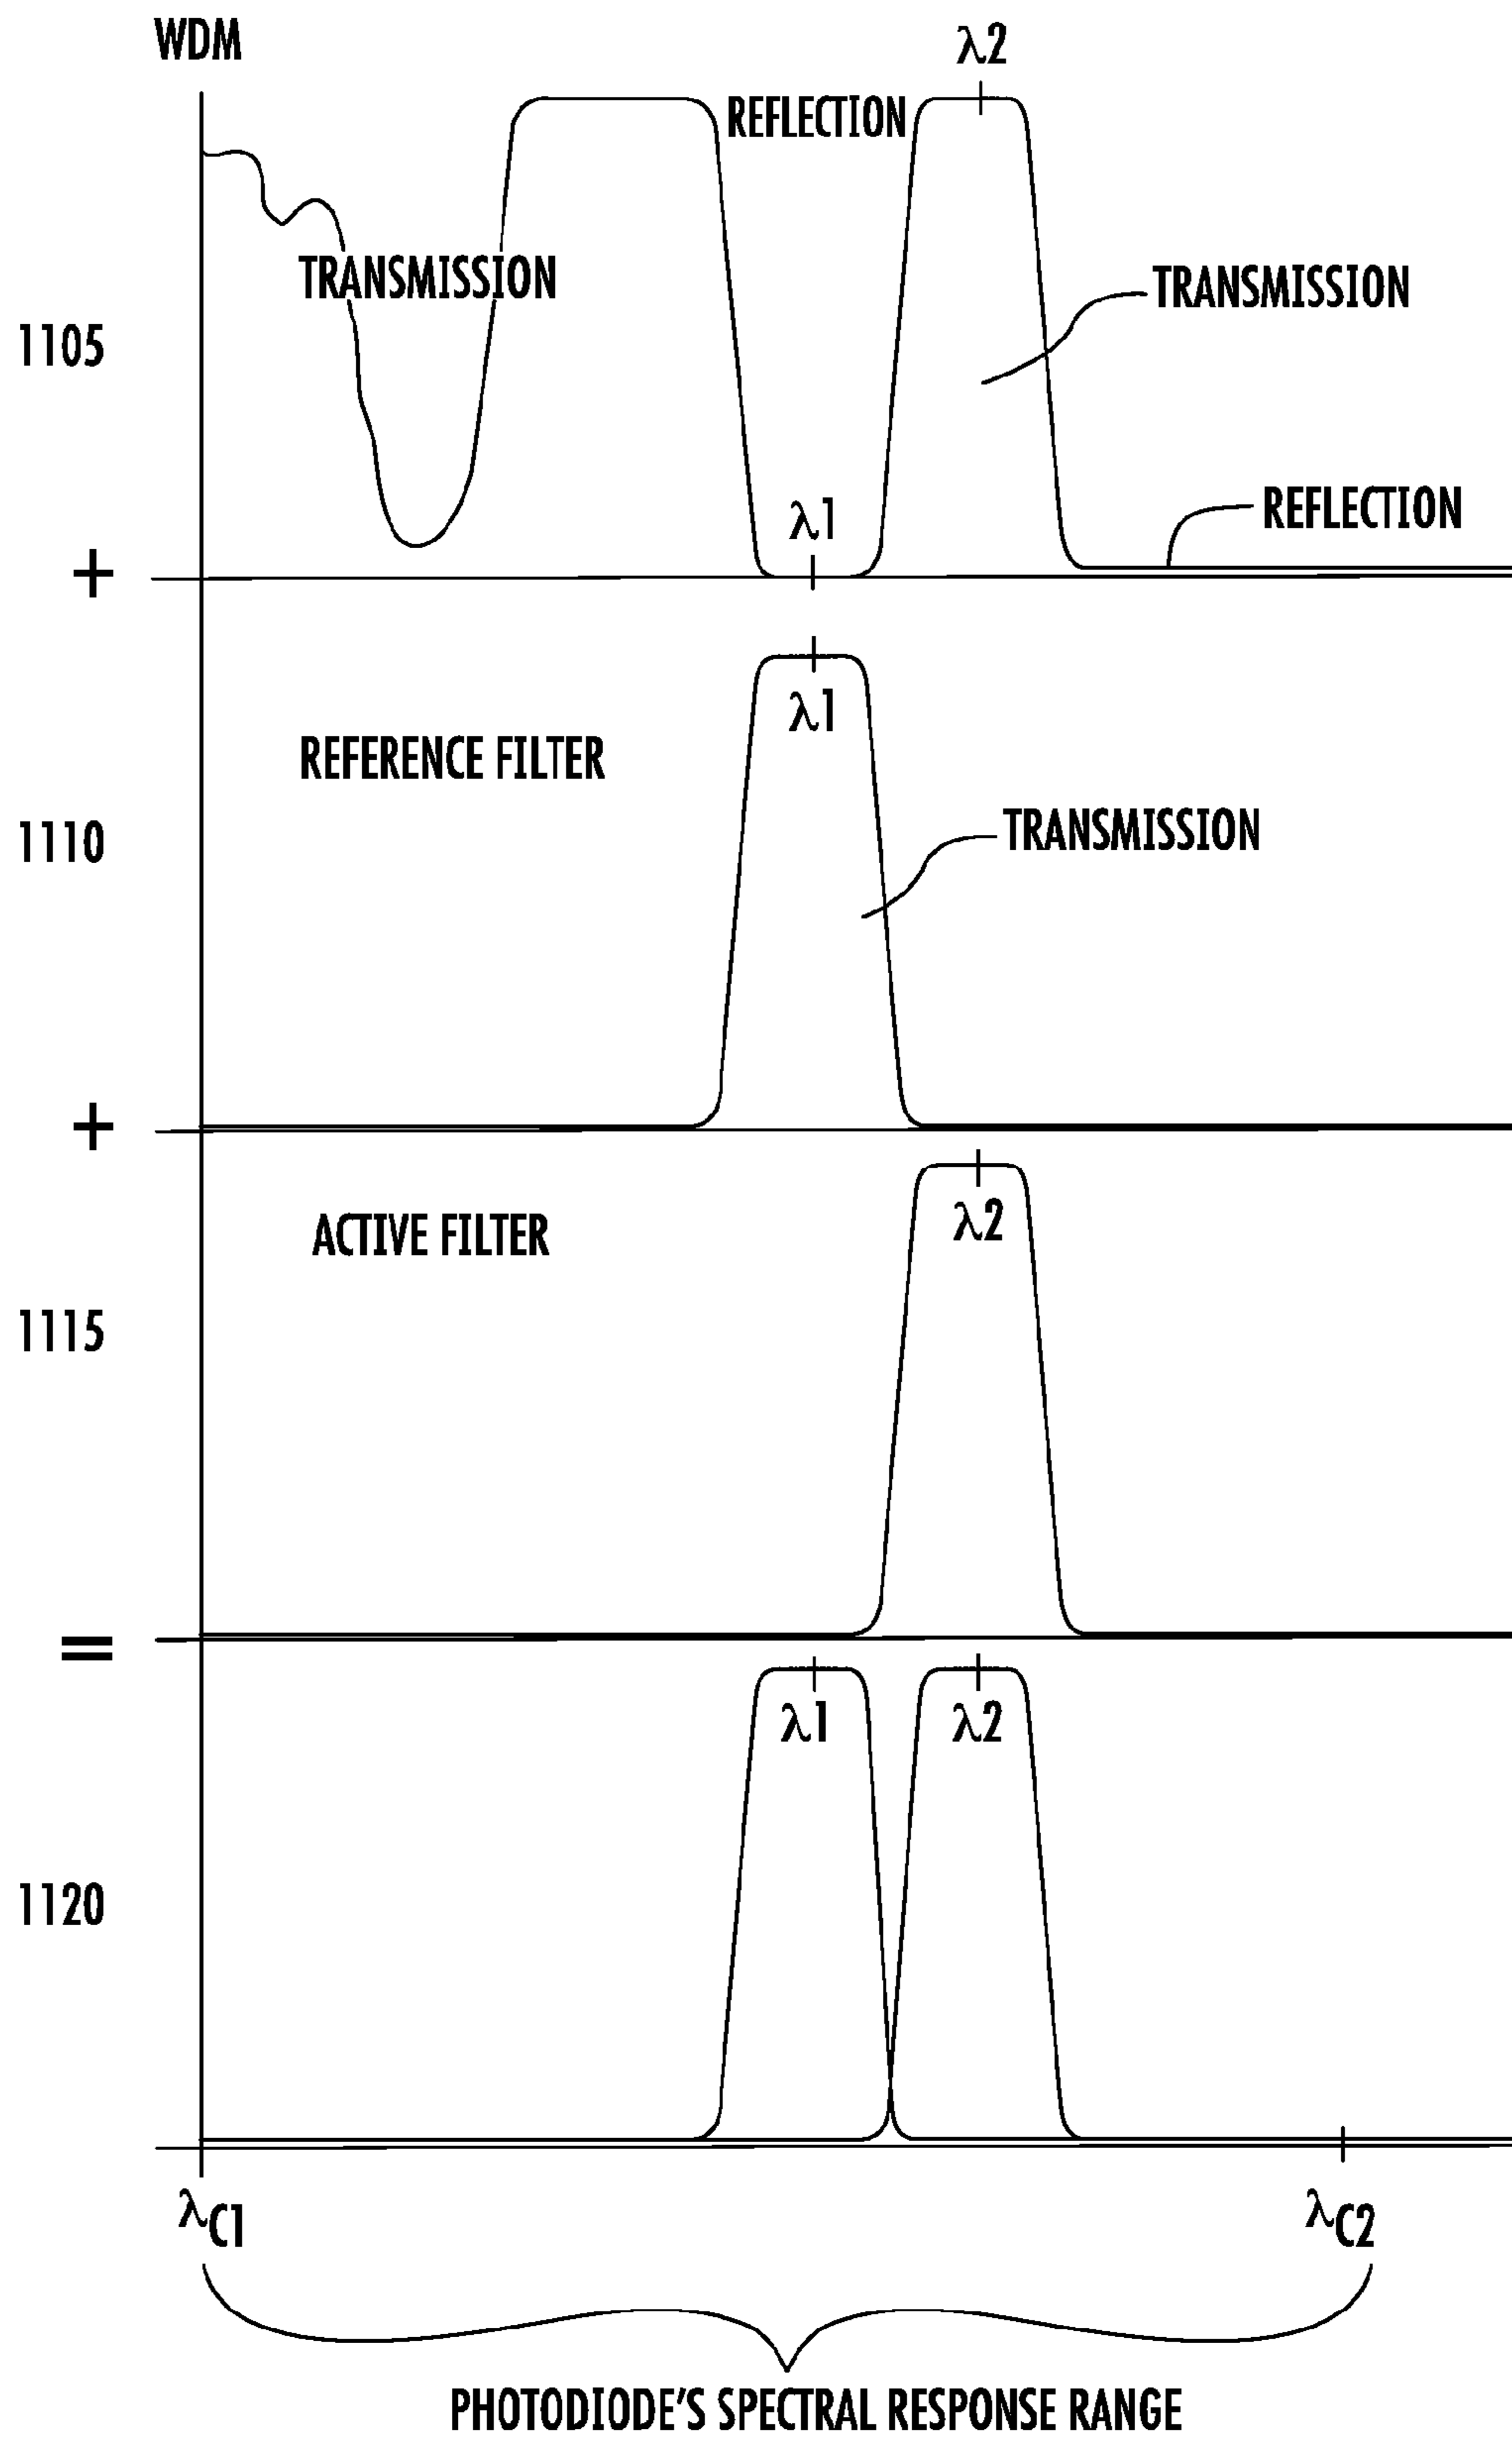 WDM
λ2
REFLECTION
TRANSMISSION
TRANSMISSION
1105
REFLECTION
λ1
+
λ1
REFERENCE FILTER
TRANSMISSION
1110
+
λ2
ACTIVE FILTER
1115
=
λ1 λ2
1120
λC1 λC2
PHOTODIODE'S SPECTRAL RESPONSE RANGE